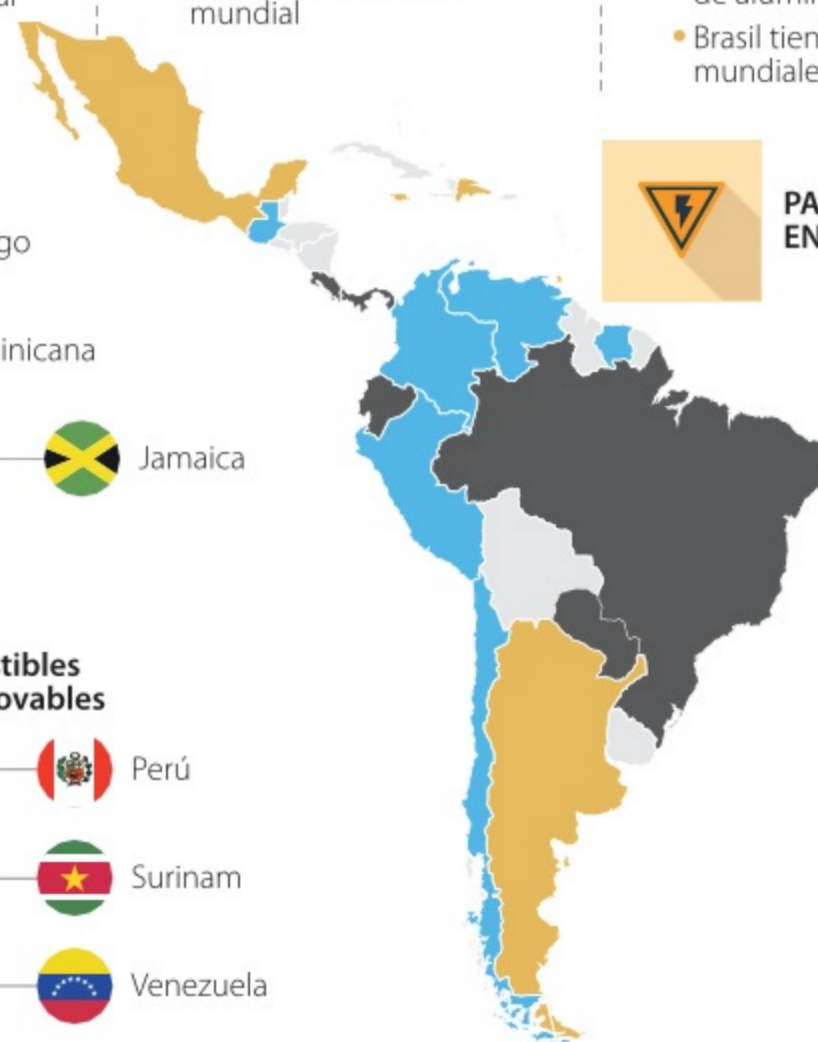 mundial
Brasil tien
mundiale
PA
EN
go
inicana
Jamaica
tibles
ovables
Perú
Surinam
Venezuela